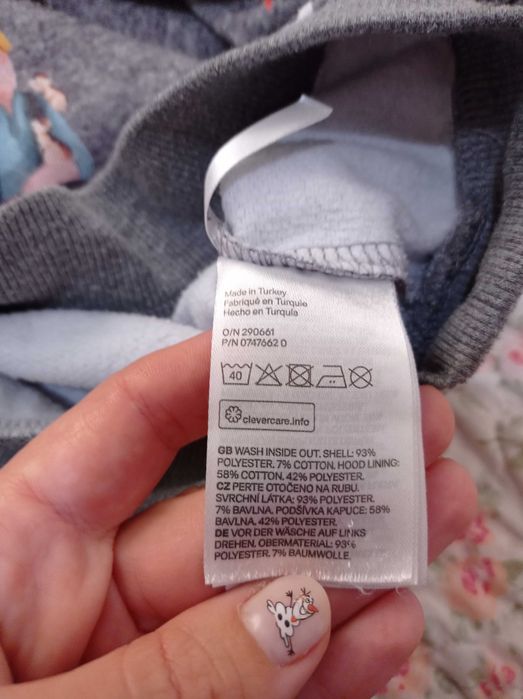 Made in Turkey
Fabriqué en Turquie
Hecho en Turquía
O/N 290661
P/N 0747662 D
40
clevercare.info
GB WASH INSIDE OUT. SHELL: 93%
POLYESTER. 7% COTTON. HOOD LINING:
58% COTTON. 42% POLYESTER.
CZ PERTE OTOČENO NA RUBU.
SVRCHNÍ LÁTKA: 93% POLYESTER.
7% BAVLNA. PODŠÍVKA KAPUCE: 58%
BAVLNA. 42% POLYESTER.
DE VOR DER WÄSCHE AUF LINKS
DREHEN. OBERMATERIAL: 93%
POLYESTER. 7% BAUMWOLLE.